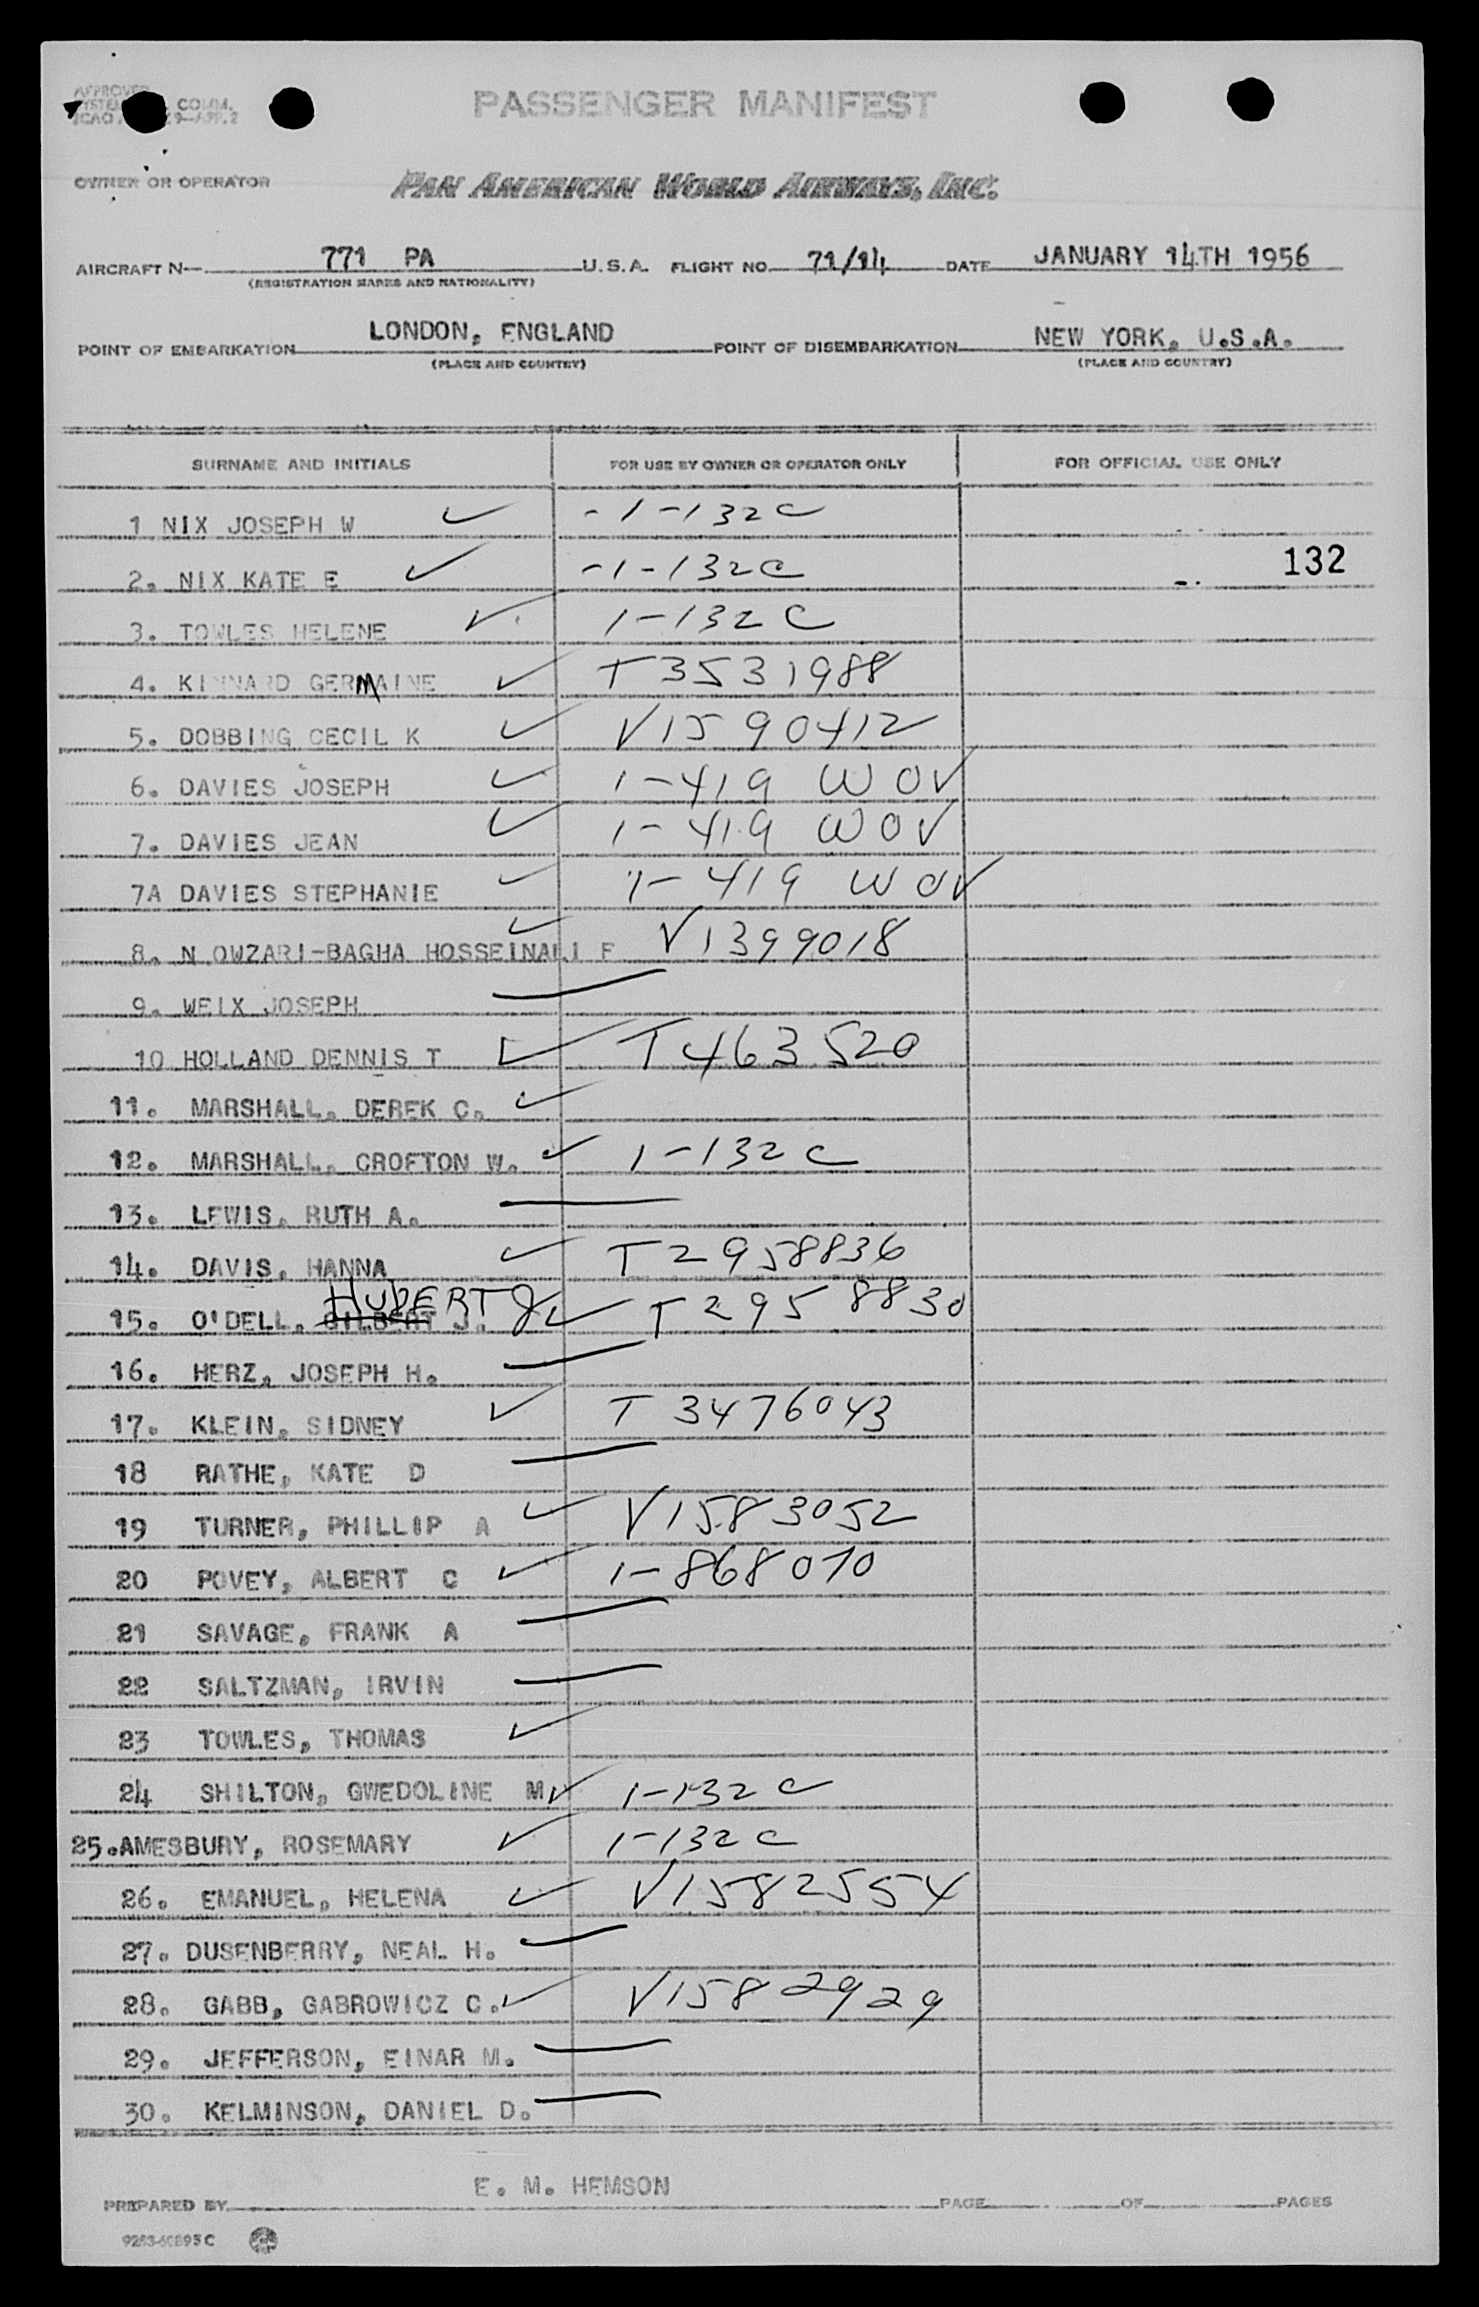 APPROVED
SYSTEM COMM.
ICAO 9-APP.2
PASSENGER MANIFEST
OWNER OR OPERATOR PAN AMERICAN WORLD AIRWAYS, INC.
AIRCRAFT N— 771 PA U.S.A. FLIGHT NO. 71/14 DATE JANUARY 14TH 1956
(REGISTRATION MARKS AND NATIONALITY)
POINT OF EMBARKATION LONDON, ENGLAND POINT OF DISEMBARKATION NEW YORK, U.S.A.
(PLACE AND COUNTRY) (PLACE AND COUNTRY)
SURNAME AND INITIALS FOR USE BY OWNER OR OPERATOR ONLY FOR OFFICIAL USE ONLY
1 NIX JOSEPH W ✓ -1-132C
2. NIX KATE E ✓ -1-132C 132
3. TOWLES HELENE ✓ 1-132C
4. KINNARD GERMAINE ✓ T3531988
5. DOBBING CECIL K ✓ V1590412
6. DAVIES JOSEPH ✓ 1-419 WOV
7. DAVIES JEAN ✓ 1-419 WOV
7A DAVIES STEPHANIE ✓ 1-419 WOV
8. N OWZARI-BAGHA HOSSEINALI F ✓ V1399018
9. WEIX JOSEPH
10 HOLLAND DENNIS T ✓ T463520
11. MARSHALL, DEREK C. ✓
12. MARSHALL, CROFTON W. ✓ 1-132C
13. LEWIS, RUTH A.
14. DAVIS, HANNA ✓ T2958836
15. O'DELL, GILBERT J. HUBERT J ✓ T2958830
16. HERZ, JOSEPH H.
17. KLEIN, SIDNEY ✓ T3476043
18 RATHE, KATE D
19 TURNER, PHILLIP A ✓ V1583052
20 POVEY, ALBERT C ✓ 1-868070
21 SAVAGE, FRANK A
22 SALTZMAN, IRVIN
23 TOWLES, THOMAS ✓
24 SHILTON, GWEDOLINE M ✓ 1-132C
25. AMESBURY, ROSEMARY ✓ 1-132C
26. EMANUEL, HELENA ✓ V1582554
27. DUSENBERRY, NEAL H.
28. GABB, GABROWICZ C. ✓ V1582929
29. JEFFERSON, EINAR M.
30. KELMINSON, DANIEL D.
PREPARED BY E. M. HEMSON PAGE OF PAGES